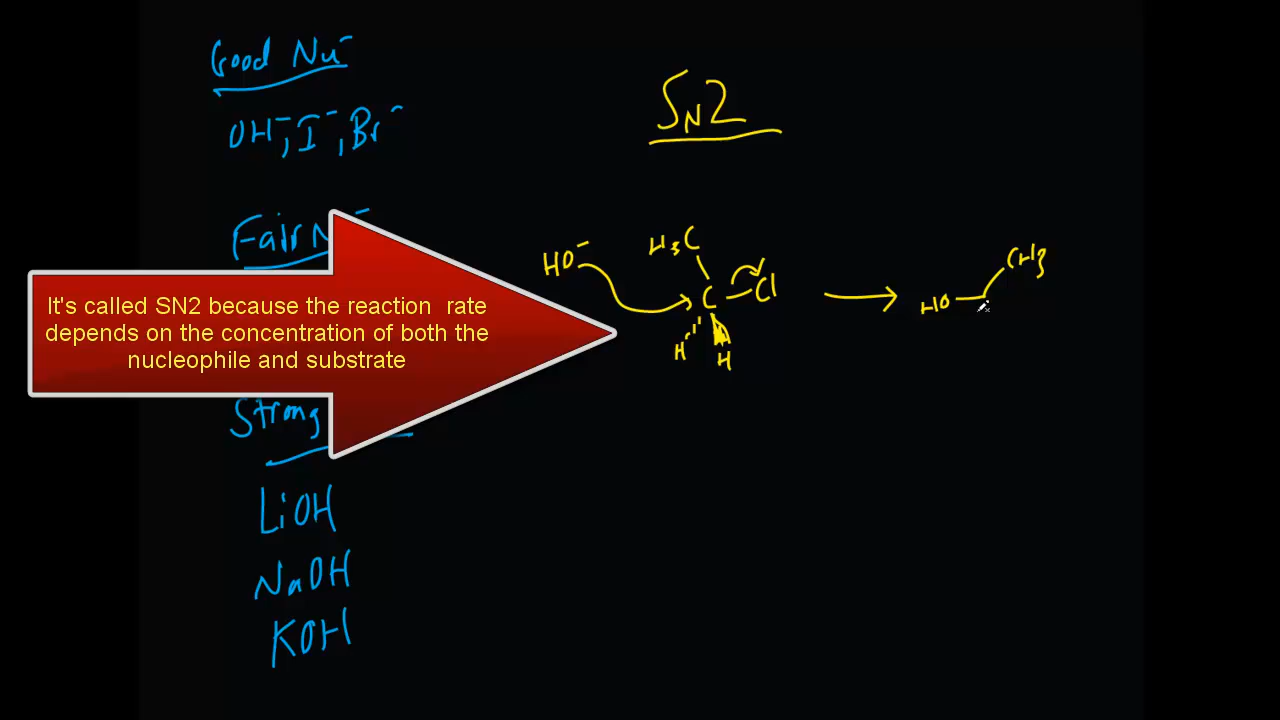 Good Nu⁻
OH⁻, I⁻, Br⁻
Fair N
Strong
LiOH
NaOH
KOH
It's called SN2 because the reaction rate
depends on the concentration of both the
nucleophile and substrate
SN2
HO⁻
H₃C
C
Cl
H
H
HO
CH₃